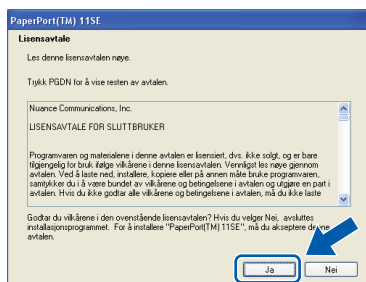 PaperPort(TM) 11SE
Lisensavtale
Les denne lisensavtalen nøye.
Trykk PGDN for å vise resten av avtalen.
Nuance Communications, Inc.
LISENSAVTALE FOR SLUTTBRUKER
Programvaren og materialene i denne avtalen er lisensiert, dvs. ikke solgt, og er bare
tilgjengelig for bruk ifølge vilkårene i denne lisensavtalen. Vennligst les nøye gjennom
avtalen. Ved å laste ned, installere, kopiere eller på annen måte bruke programvaren,
samtykker du i å være bundet av vilkårene og betingelsene i avtalen og utgjøre en part i
avtalen. Hvis du ikke godtar alle vilkårene og betingelsene i avtalen, må du ikke laste
Godtar du vilkårene i den ovenstående lisensavtalen? Hvis du velger Nei, avsluttes
installasjonsprogrammet. For å installere "PaperPort(TM) 11SE", må du akseptere denne
avtalen.
Ja
Nei